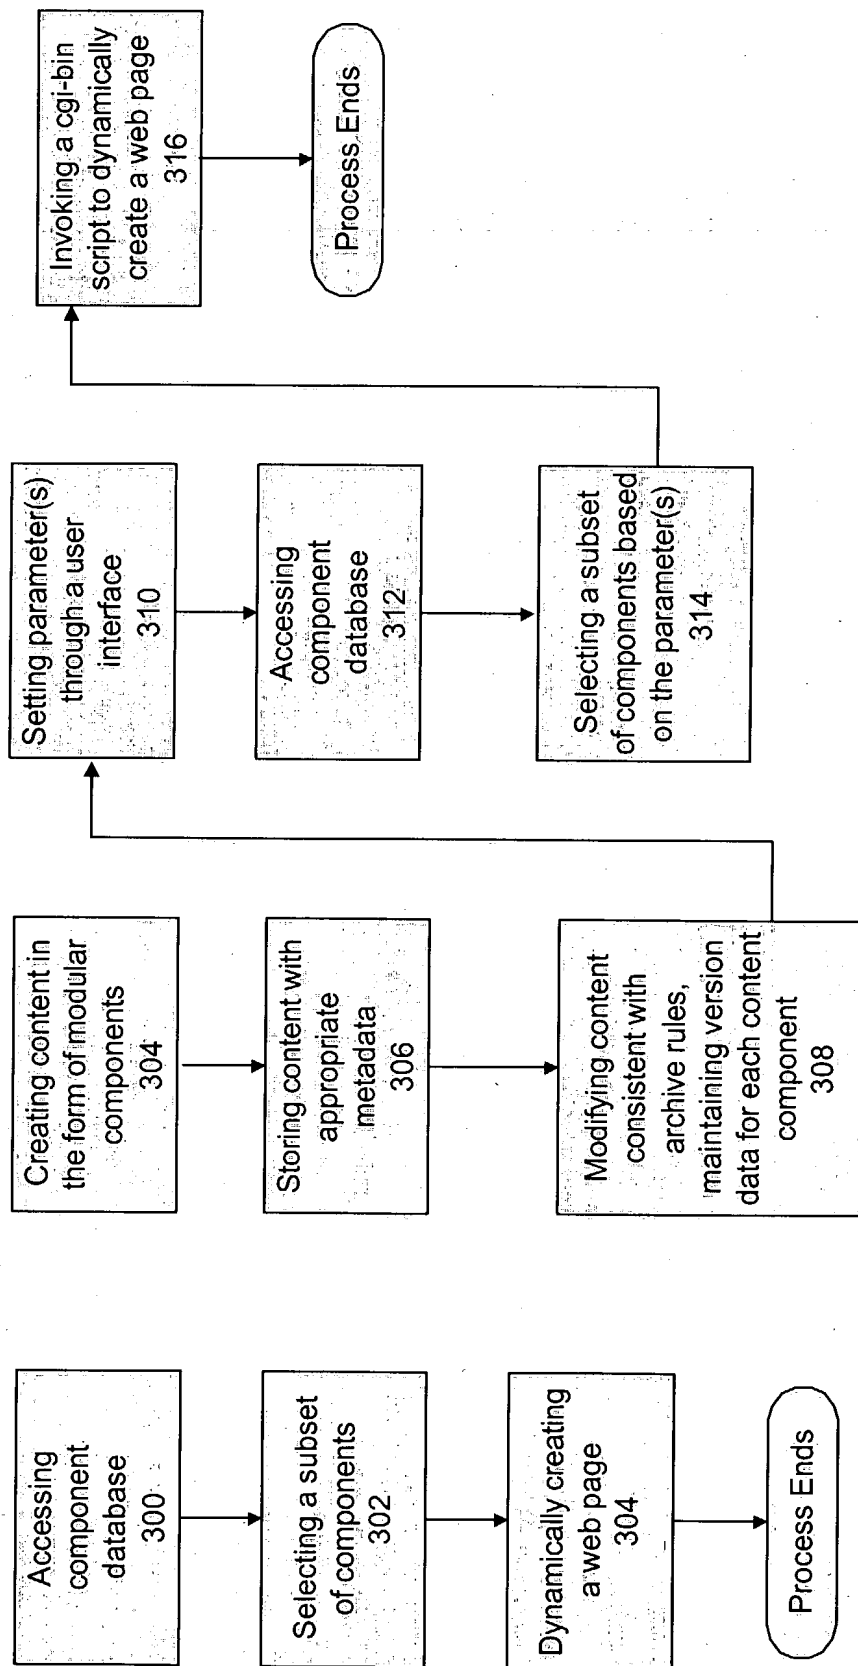 Accessing
component
database
300
Selecting a subset
of components
302
Dynamically creating
a web page
304
Process Ends
Creating content in
the form of modular
components
304
Storing content with
appropriate
metadata
306
Modifying content
consistent with
archive rules,
maintaining version
data for each content
component
308
Setting parameter(s)
through a user
interface
310
Accessing
component
database
312
Selecting a subset
of components based
on the parameter(s)
314
Invoking a cgi-bin
script to dynamically
create a web page
316
Process Ends